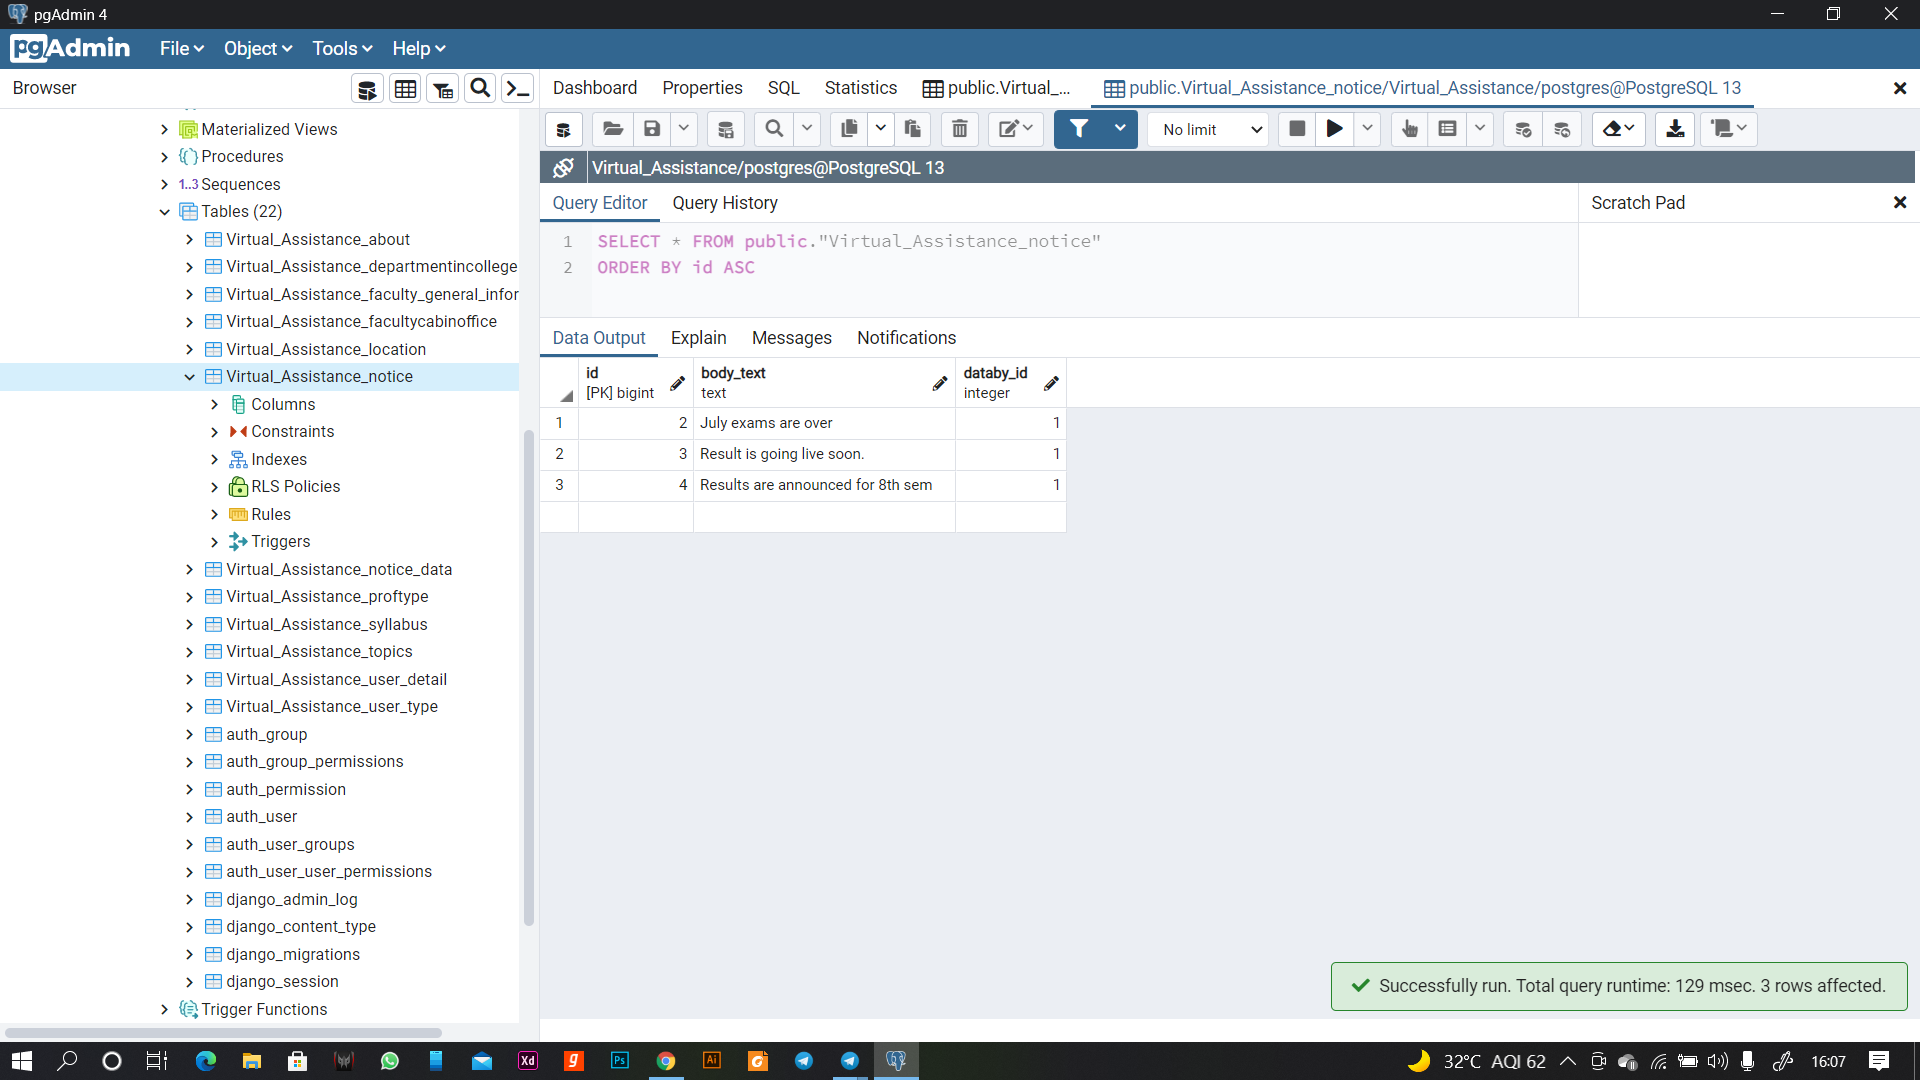 pgAdmin 4
pgAdmin File Object Tools Help
Browser
Dashboard Properties SQL Statistics public.Virtual_... public.Virtual_Assistance_notice/Virtual_Assistance/postgres@PostgreSQL 13
No limit
Virtual_Assistance/postgres@PostgreSQL 13
Query Editor Query History
Scratch Pad
1 SELECT * FROM public."Virtual_Assistance_notice"
2 ORDER BY id ASC
Data Output Explain Messages Notifications
id body_text databy_id
[PK] bigint text integer
1 2 July exams are over 1
2 3 Result is going live soon. 1
3 4 Results are announced for 8th sem 1
Materialized Views
Procedures
1..3 Sequences
Tables (22)
Virtual_Assistance_about
Virtual_Assistance_departmentincollege
Virtual_Assistance_faculty_general_infor
Virtual_Assistance_facultycabinoffice
Virtual_Assistance_location
Virtual_Assistance_notice
Columns
Constraints
Indexes
RLS Policies
Rules
Triggers
Virtual_Assistance_notice_data
Virtual_Assistance_proftype
Virtual_Assistance_syllabus
Virtual_Assistance_topics
Virtual_Assistance_user_detail
Virtual_Assistance_user_type
auth_group
auth_group_permissions
auth_permission
auth_user
auth_user_groups
auth_user_user_permissions
django_admin_log
django_content_type
django_migrations
django_session
Trigger Functions
Successfully run. Total query runtime: 129 msec. 3 rows affected.
Xd g Ps Ai
32°C AQI 62 16:07